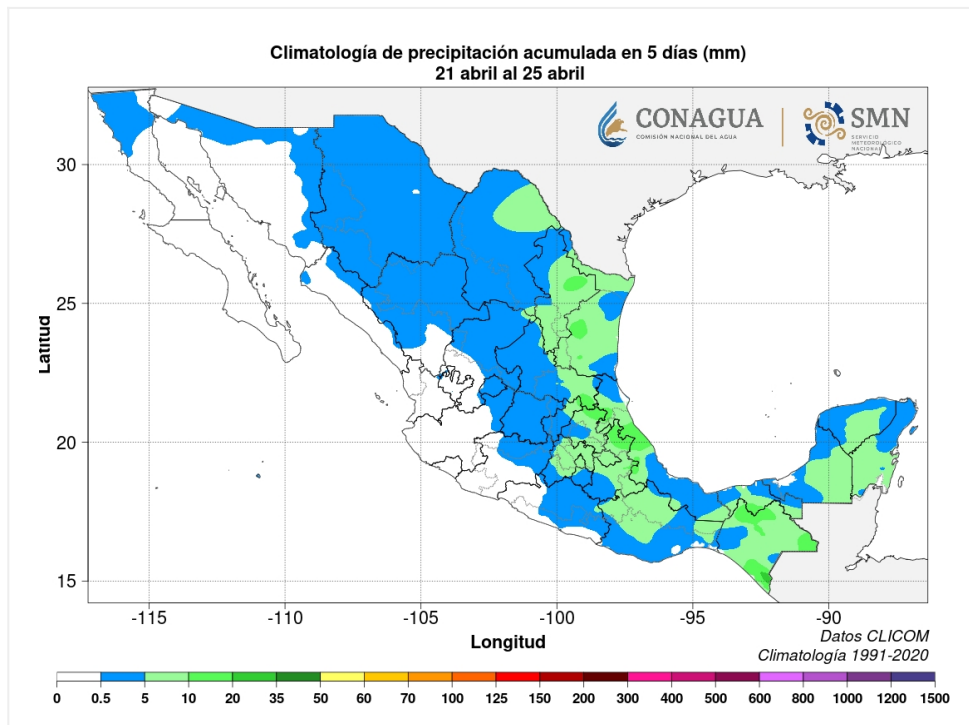 Climatología de precipitación acumulada en 5 días (mm)
21 abril al 25 abril
CONAGUA
COMISIÓN NACIONAL DEL AGUA
SMN
SERVICIO
METEOROLÓGICO
NACIONAL
Latitud
30
25
20
15
-115 -110 -105 -100 -95 -90
Longitud
Datos CLICOM
Climatología 1991-2020
0 0.5 5 10 20 35 50 60 70 100 125 150 200 300 400 500 600 800 1000 1200 1500